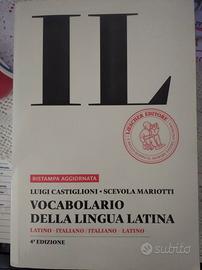 IL
LOESCHER EDITORE
RISTAMPA AGGIORNATA
LUIGI CASTIGLIONI • SCEVOLA MARIOTTI
VOCABOLARIO
DELLA LINGUA LATINA
LATINO - ITALIANO / ITALIANO - LATINO
4ª EDIZIONE
subito